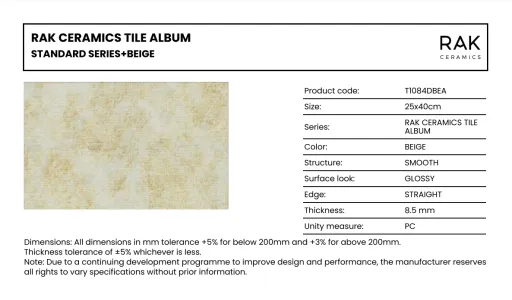 RAK CERAMICS TILE ALBUM
STANDARD SERIES+BEIGE
RAK
CERAMICS
Product code: T1084DBEA
Size: 25x40cm
Series: RAK CERAMICS TILE
ALBUM
Color: BEIGE
Structure: SMOOTH
Surface look: GLOSSY
Edge: STRAIGHT
Thickness: 8.5 mm
Unity measure: PC
Dimensions: All dimensions in mm tolerance +5% for below 200mm and +3% for above 200mm.
Thickness tolerance of ±5% whichever is less.
Note: Due to a continuing development programme to improve design and performance, the manufacturer reserves
all rights to vary specifications without prior information.